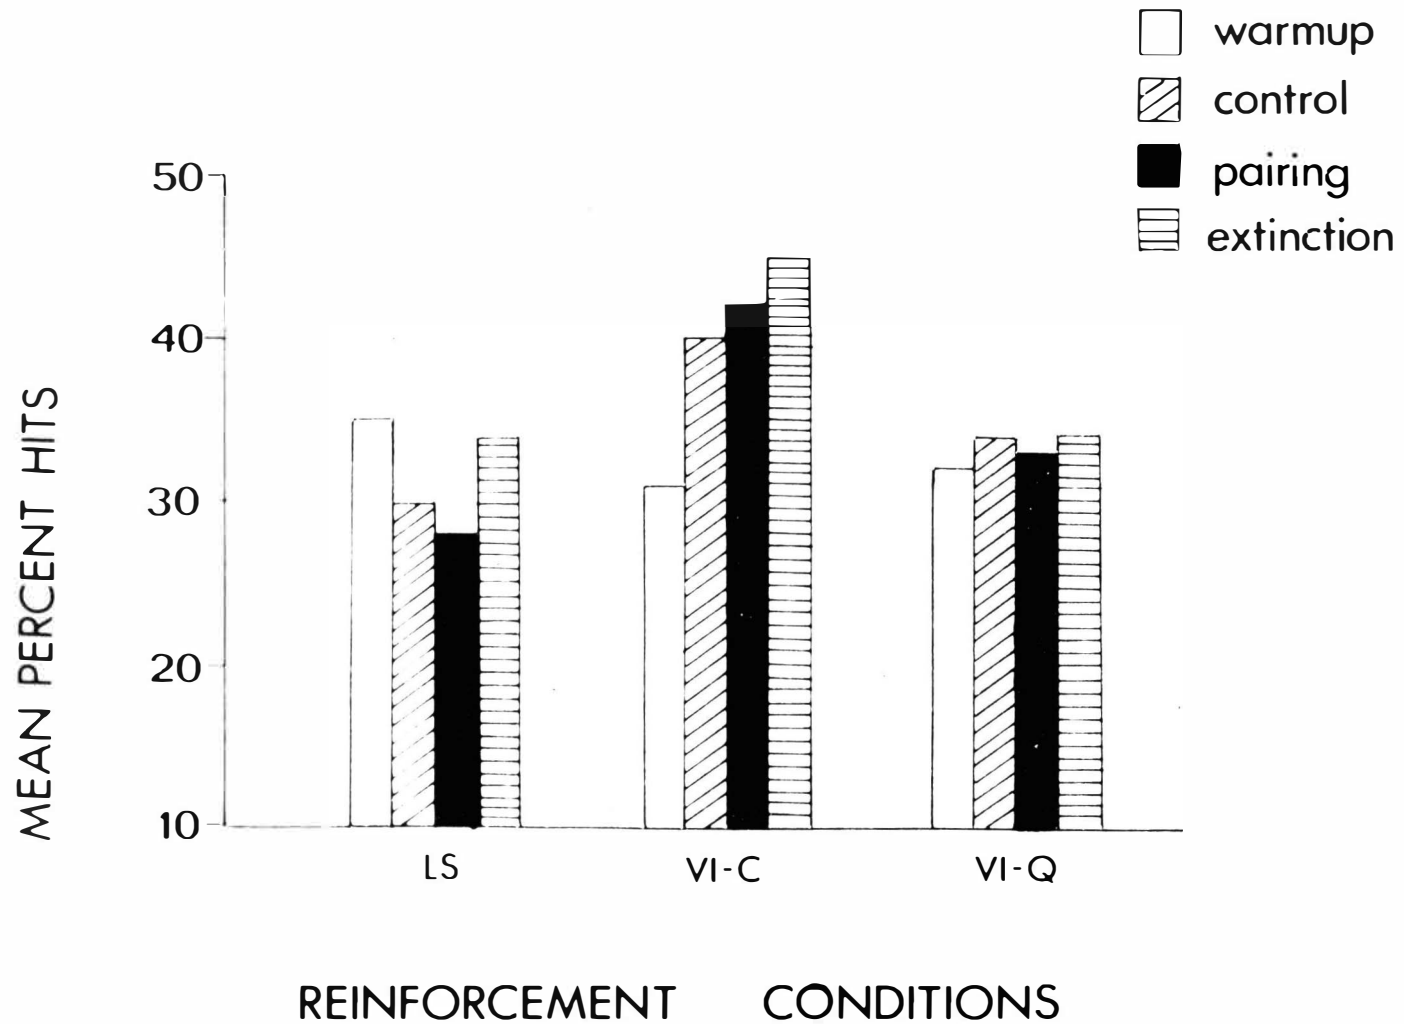 warmup
control
pairing
extinction
50
40
30
20
10
MEAN PERCENT HITS
LS VI-C VI-Q
REINFORCEMENT CONDITIONS